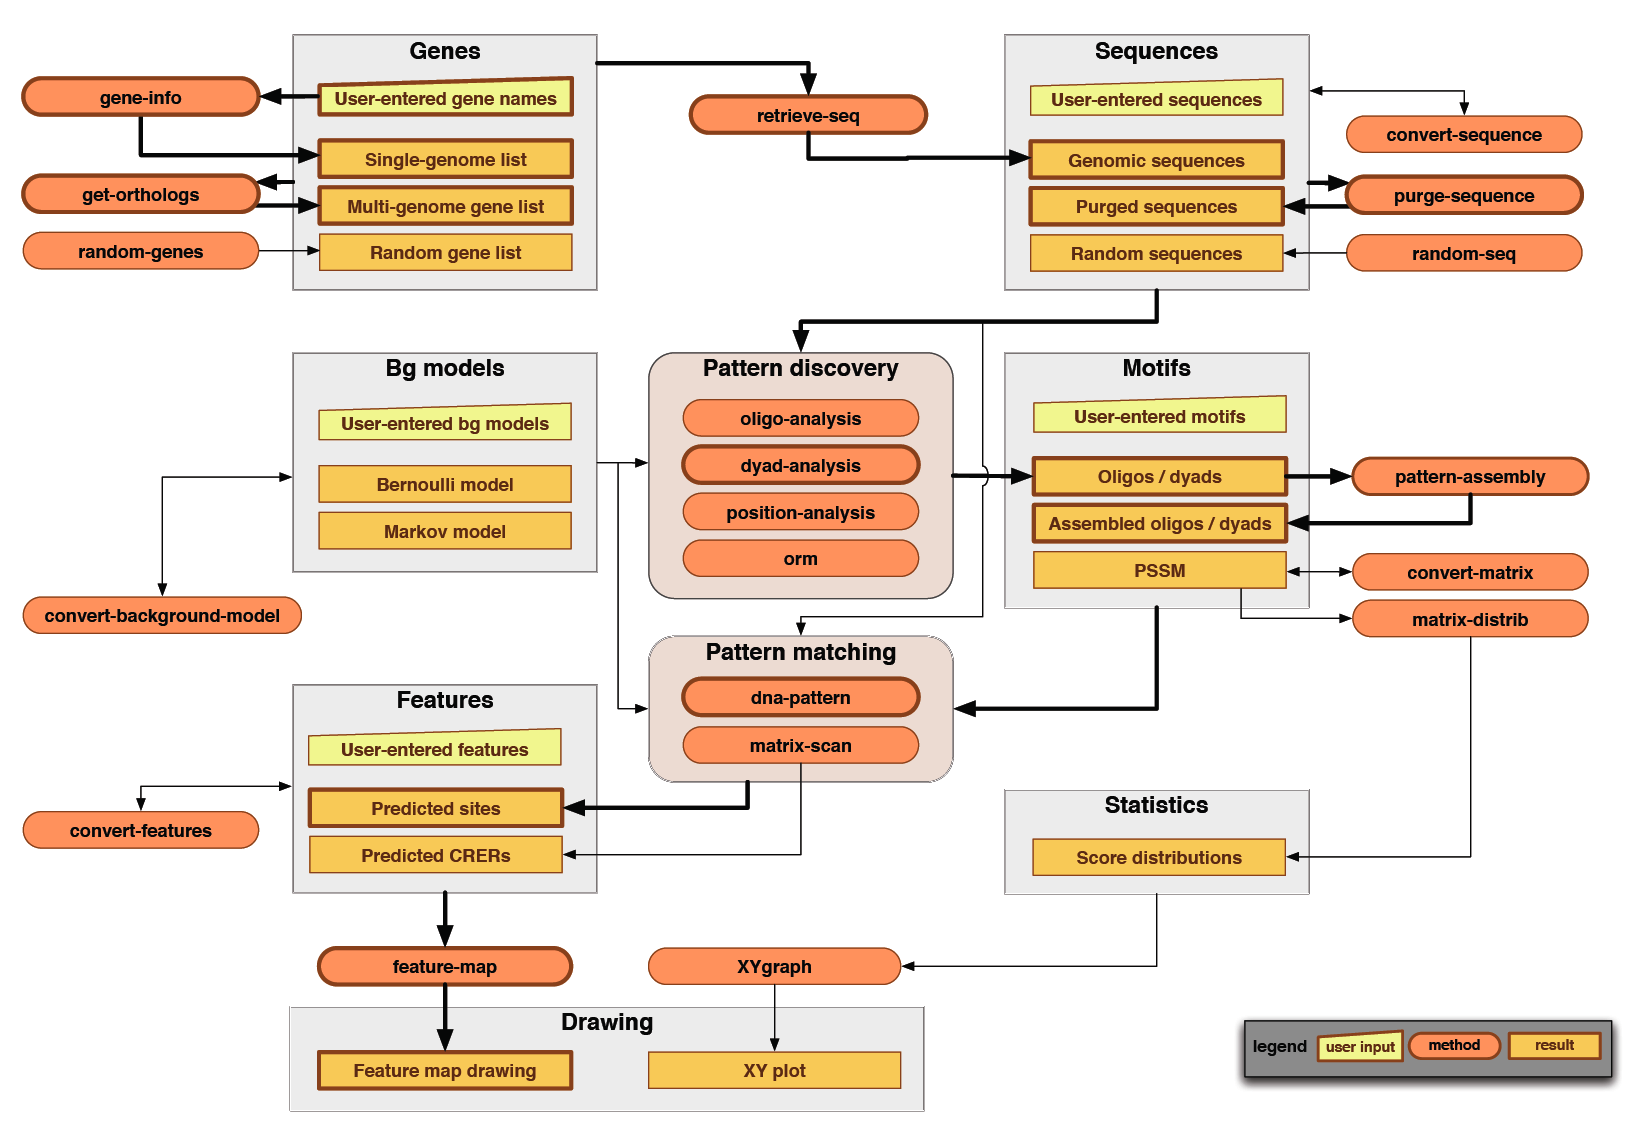 Genes
User-entered gene names
Single-genome list
Multi-genome gene list
Random gene list
gene-info
get-orthologs
random-genes
retrieve-seq
Sequences
User-entered sequences
Genomic sequences
Purged sequences
Random sequences
convert-sequence
purge-sequence
random-seq
Bg models
User-entered bg models
Bernoulli model
Markov model
convert-background-model
Pattern discovery
oligo-analysis
dyad-analysis
position-analysis
orm
Motifs
User-entered motifs
Oligos / dyads
Assembled oligos / dyads
PSSM
pattern-assembly
convert-matrix
matrix-distrib
Pattern matching
dna-pattern
matrix-scan
Features
User-entered features
Predicted sites
Predicted CRERs
convert-features
Statistics
Score distributions
feature-map
XYgraph
Drawing
Feature map drawing
XY plot
legend
user input
method
result